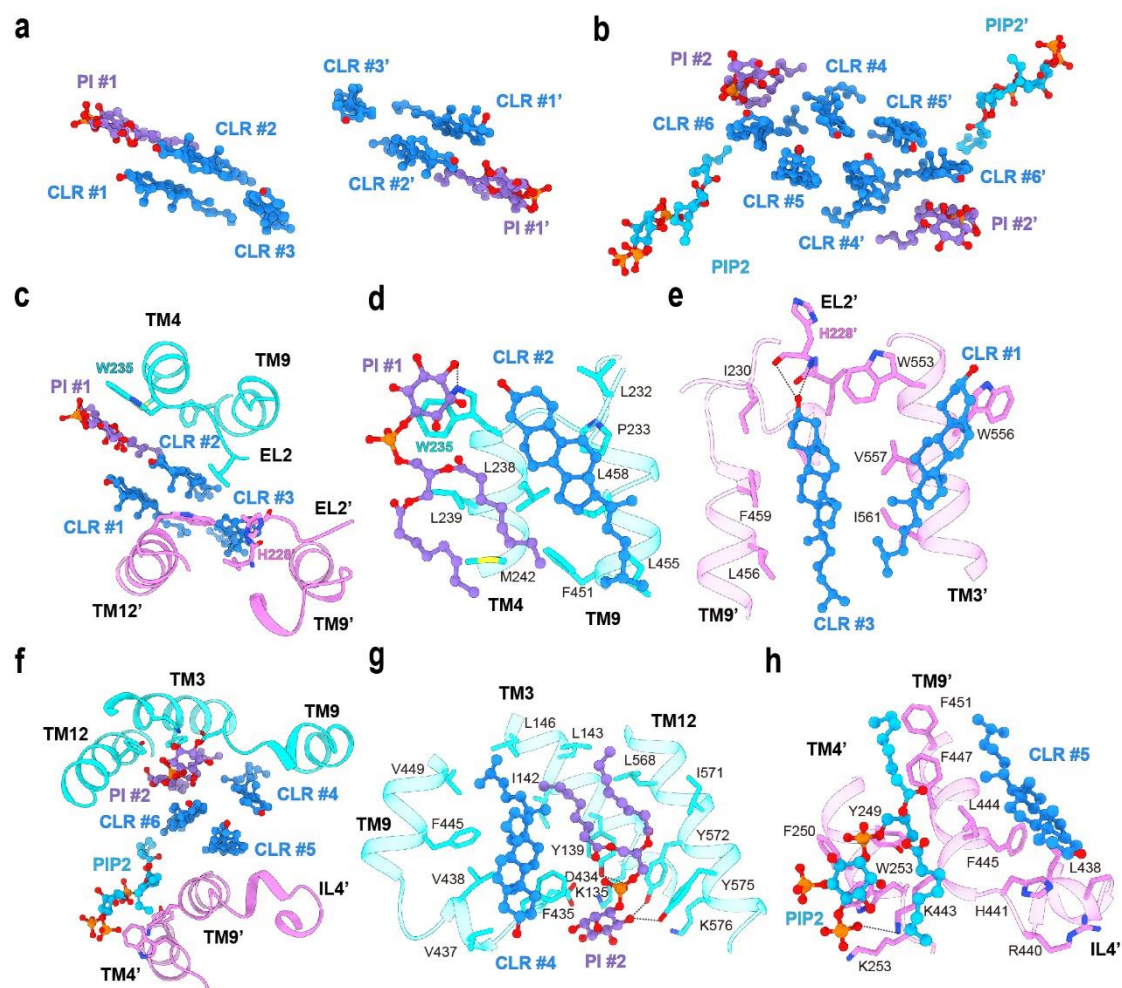 a
PI #1
CLR #2
CLR #1
CLR #3
CLR #3'
CLR #1'
CLR #2'
PI #1'
b
PIP2'
PI #2
CLR #4
CLR #5'
CLR #6
CLR #5
CLR #6'
CLR #4'
PI #2'
PIP2
c
TM4
W235
TM9
PI #1
CLR #2
EL2
CLR #3
CLR #1
EL2'
H228'
TM12'
TM9'
d
CLR #2
PI #1
L232
W235
P233
L238
L458
L239
M242
L455
F451
TM4
TM9
e
EL2'
H228'
W553
CLR #1
I230
W556
V557
F459
I561
L456
TM9'
CLR #3
TM3'
f
TM3
TM12
TM9
PI #2
CLR #4
CLR #6
CLR #5
PIP2
IL4'
TM9'
TM4'
g
TM3
L146
L143
TM12
V449
I142
L568
I571
TM9
F445
Y139
Y572
V438
D434
K135
Y575
F435
K576
V437
CLR #4
PI #2
h
TM9'
F451
TM4'
F447
CLR #5
Y249
L444
F250
F445
W253
L438
PIP2
K443
H441
K253
R440
IL4'